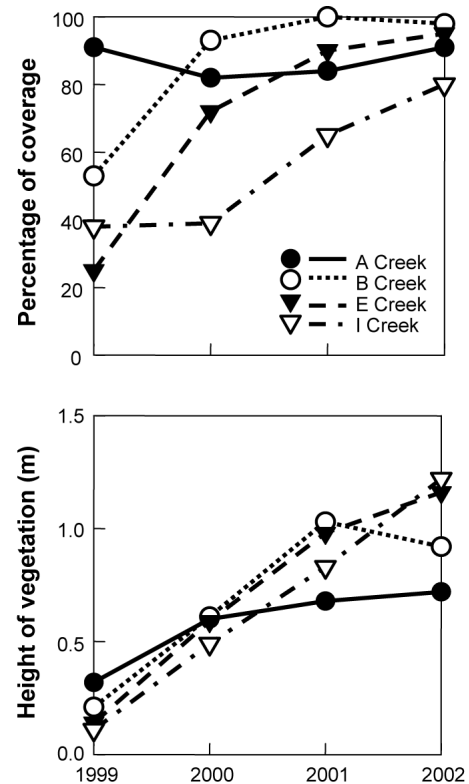 100
80
60
40
20
0
Percentage of coverage
A Creek
B Creek
E Creek
I Creek
1.5
1.0
0.5
0.0
Height of vegetation (m)
1999 2000 2001 2002